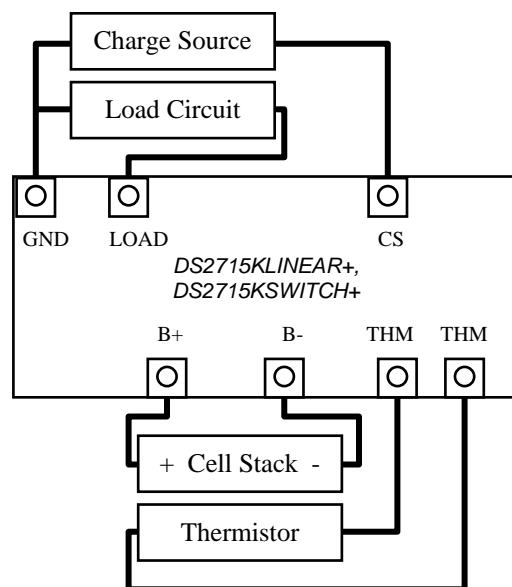 Charge Source
Load Circuit
GND LOAD CS
DS2715KLINEAR+,
DS2715KSWITCH+
B+ B- THM THM
+ Cell Stack -
Thermistor